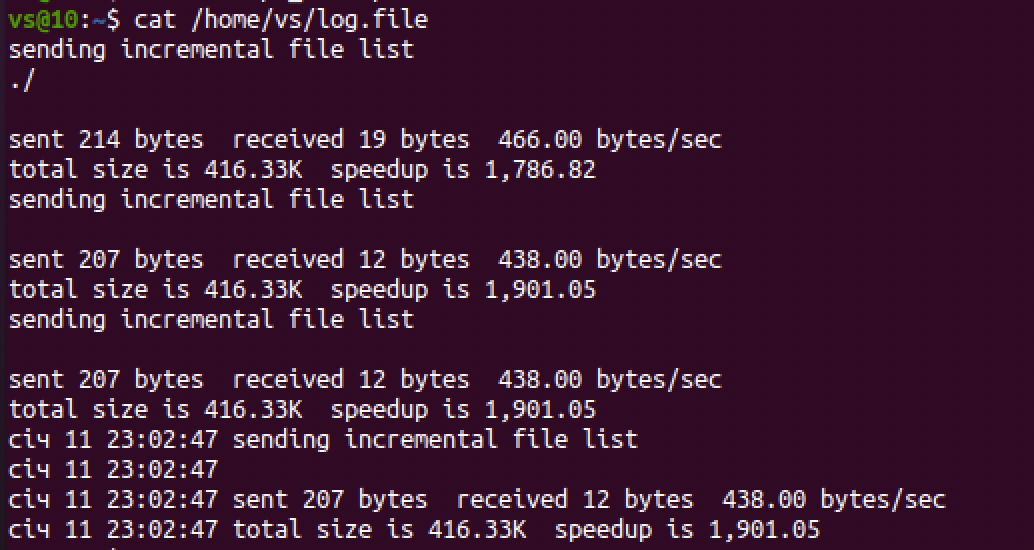 vs@10:~$ cat /home/vs/log.file
sending incremental file list
./
sent 214 bytes  received 19 bytes  466.00 bytes/sec
total size is 416.33K  speedup is 1,786.82
sending incremental file list
sent 207 bytes  received 12 bytes  438.00 bytes/sec
total size is 416.33K  speedup is 1,901.05
sending incremental file list
sent 207 bytes  received 12 bytes  438.00 bytes/sec
total size is 416.33K  speedup is 1,901.05
січ 11 23:02:47 sending incremental file list
січ 11 23:02:47
січ 11 23:02:47 sent 207 bytes  received 12 bytes  438.00 bytes/sec
січ 11 23:02:47 total size is 416.33K  speedup is 1,901.05